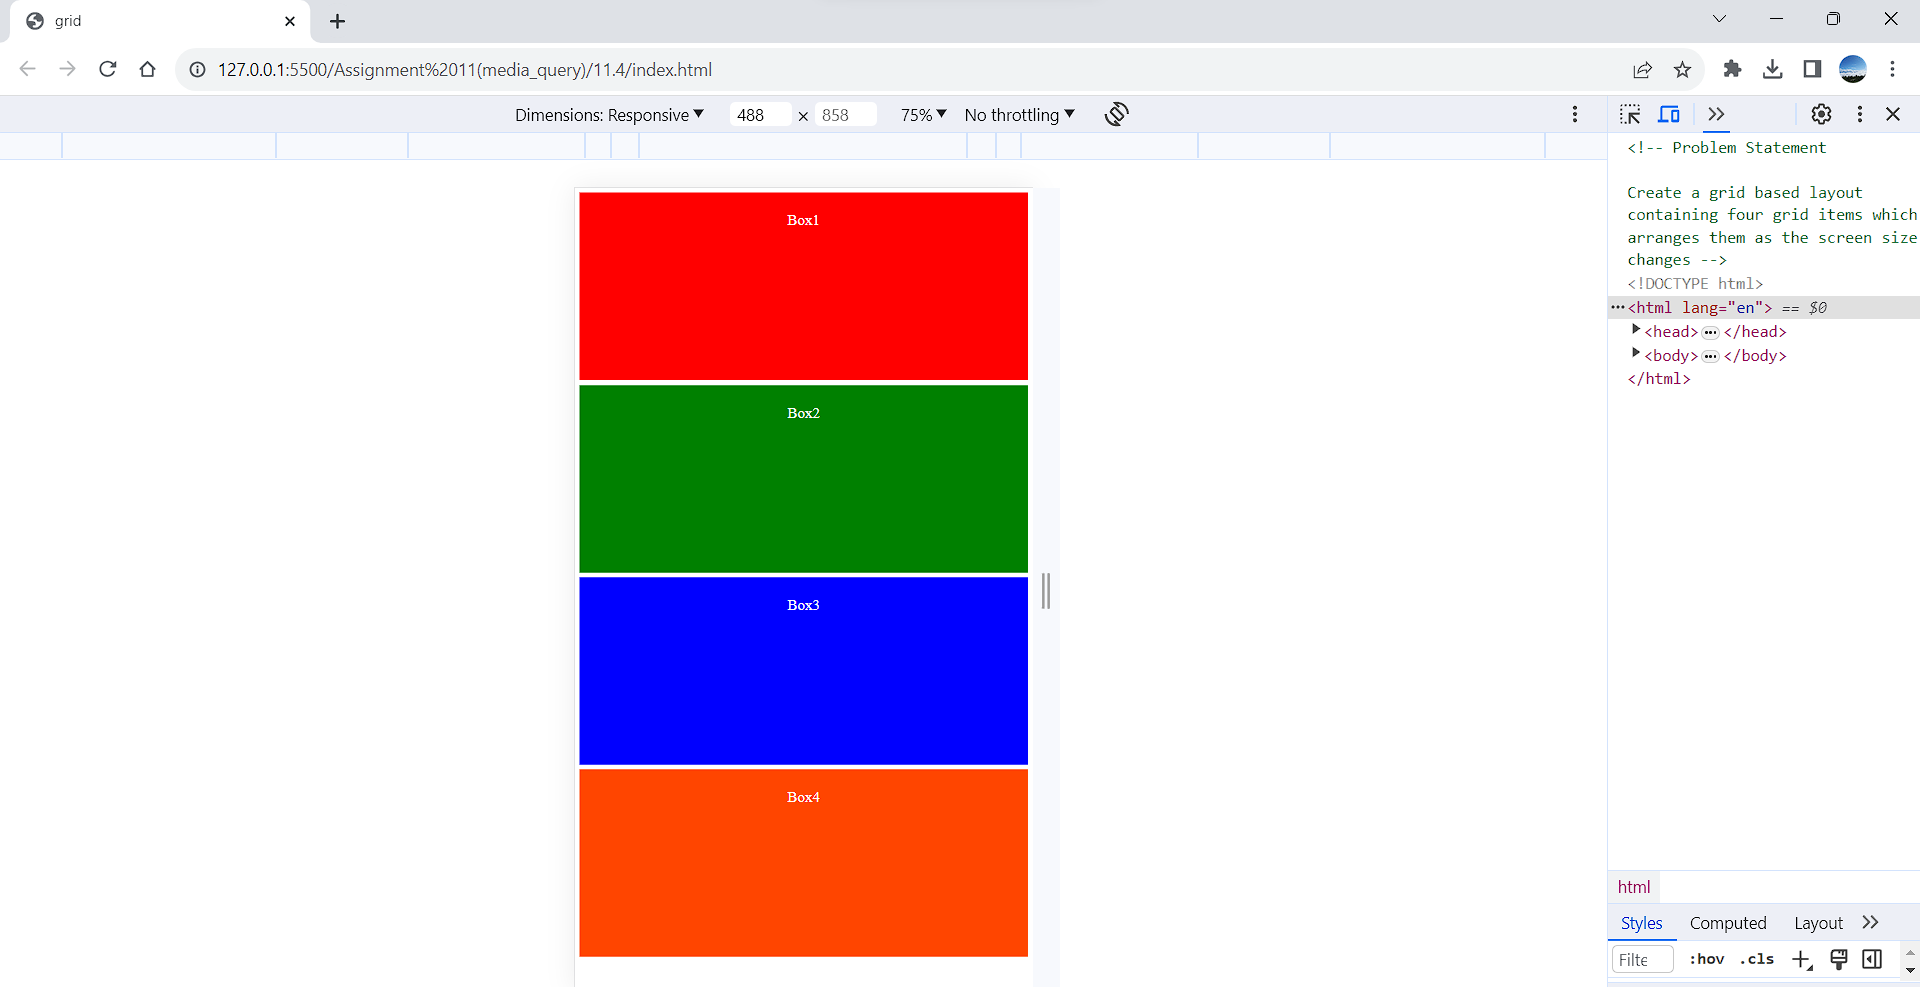 grid
127.0.0.1:5500/Assignment%2011(media_query)/11.4/index.html
Dimensions: Responsive 488 × 858 75% No throttling
Box1
Box2
Box3
Box4
<!-- Problem Statement
Create a grid based layout
containing four grid items which
arranges them as the screen size
changes -->
<!DOCTYPE html>
<html lang="en"> == $0
<head> </head>
<body> </body>
</html>
html
Styles Computed Layout
Filte :hov .cls